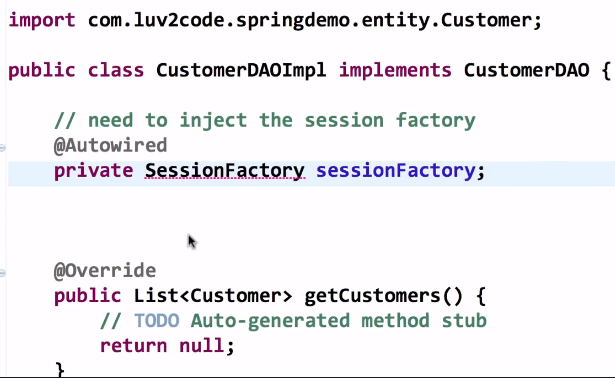 import com.luv2code.springdemo.entity.Customer;
public class CustomerDAOImpl implements CustomerDAO {
// need to inject the session factory
@Autowired
private SessionFactory sessionFactory;
@Override
public List<Customer> getCustomers() {
// TODO Auto-generated method stub
return null;
}